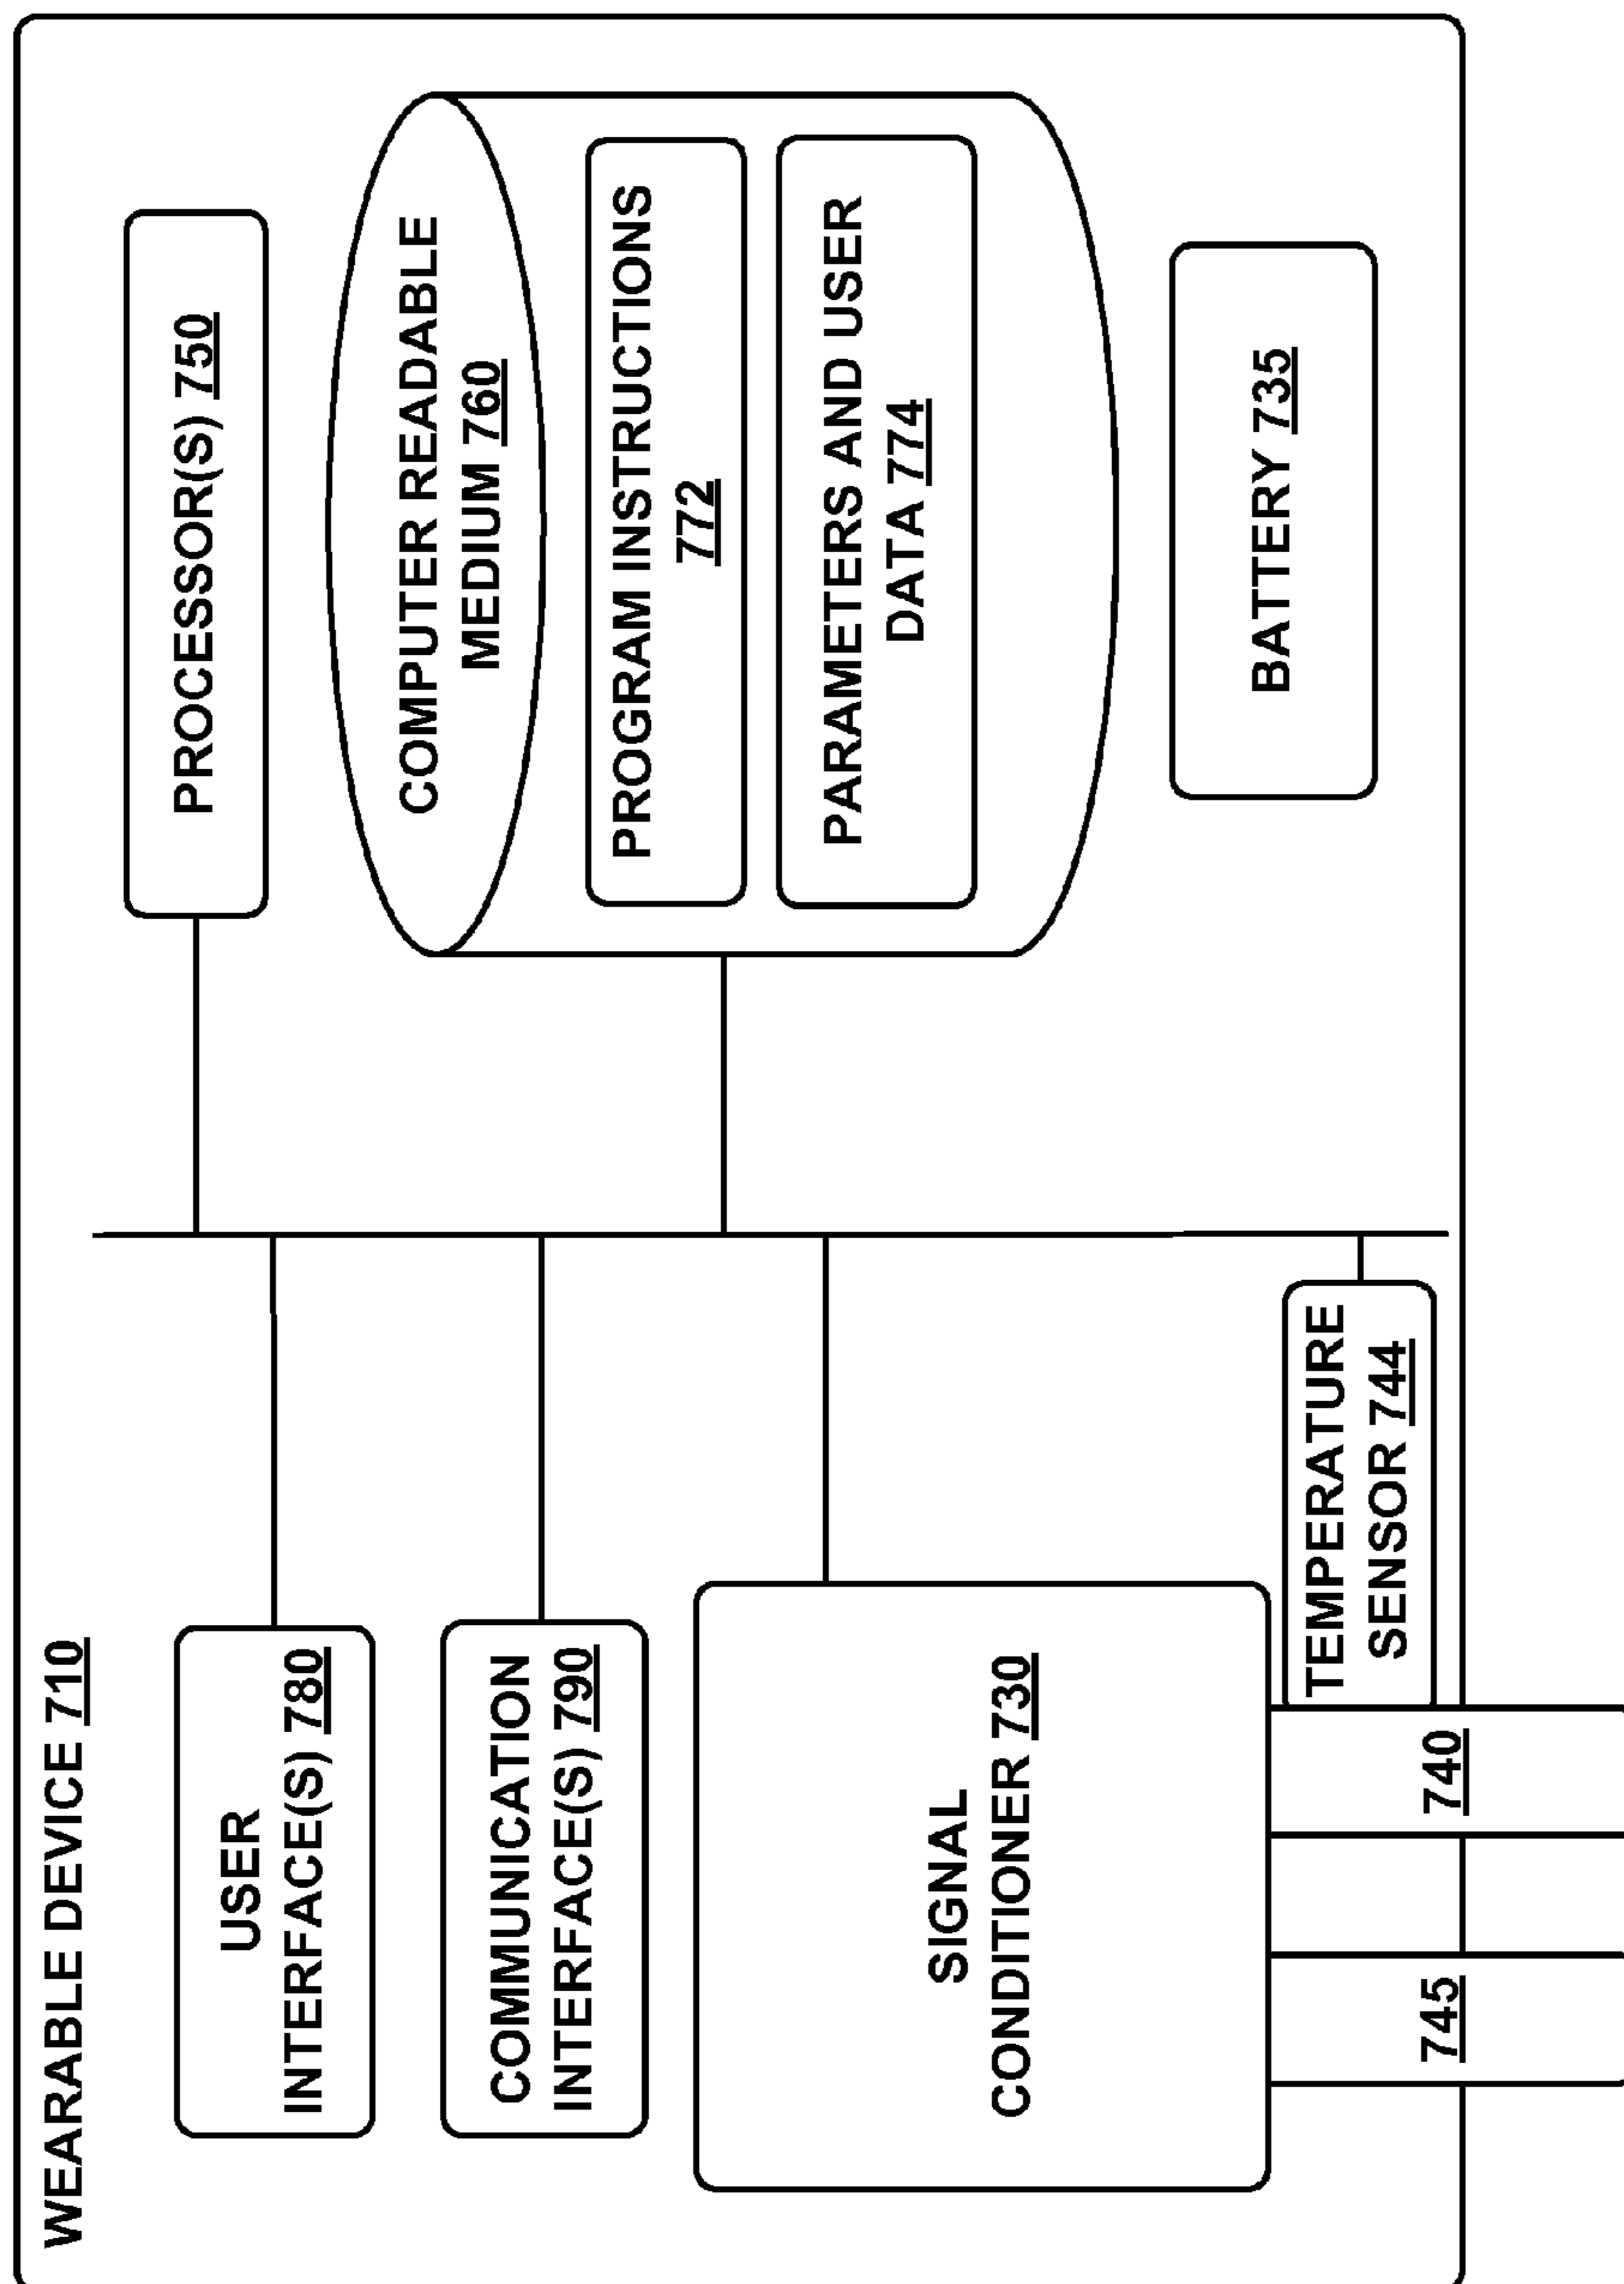 WEARABLE DEVICE 710
USER
INTERFACE(S) 780
COMMUNICATION
INTERFACE(S) 790
SIGNAL
CONDITIONER 730
745
740
TEMPERATURE
SENSOR 744
PROCESSOR(S) 750
COMPUTER READABLE
MEDIUM 760
PROGRAM INSTRUCTIONS
772
PARAMETERS AND USER
DATA 774
BATTERY 735